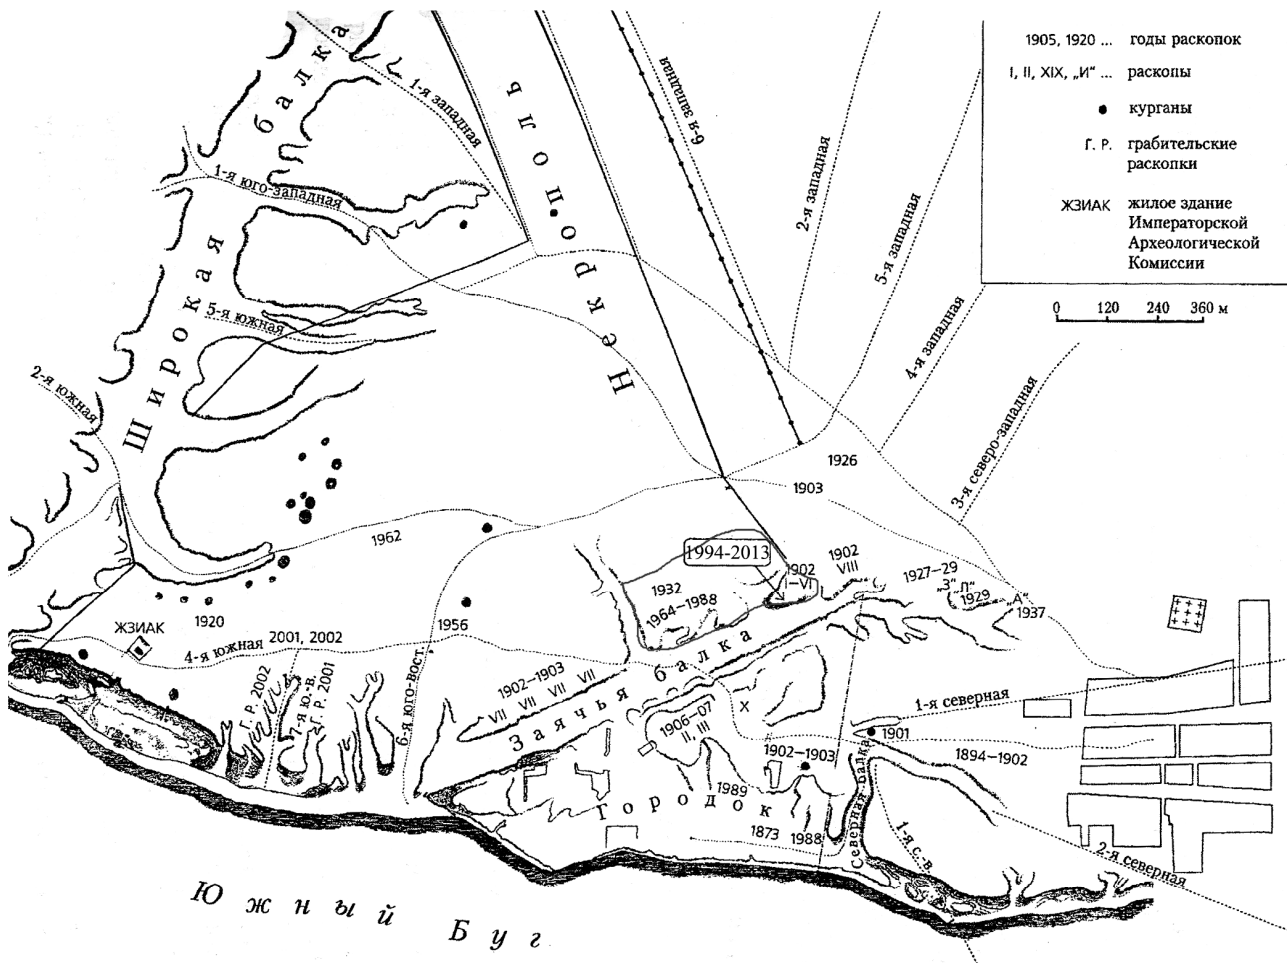 1905, 1920 ... годы раскопок
I, II, XIX, „И“ ... раскопы
курганы
Г. Р. грабительские
раскопки
ЖЗИАК жилое здание
Императорской
Археологической
Комиссии
0 120 240 360 м
Широкая балка
1-я западная
Некрополь
6-я западная
2-я западная
5-я западная
4-я западная
3-я северо-западная
1-я юго-западная
5-я южная
2-я южная
1926
1903
1962
1994-2013
1902
I–VI
1902
VIII
1927–29
„З“ „Л“
1929
„А“
1937
1932
1964–1988
1920
ЖЗИАК
1956
4-я южная
2001, 2002
Г. Р. 2002
7-я ю.-в.
Г. Р. 2001
6-я юго-вост.
1902–1903
VII VII VII VII
Заячья балка
1906–07
II, III
X
1-я северная
1901
1894–1902
1902–1903
1989
Городок
1873
1988
Северная балка
1-я с.-в.
2-я северная
Южный Буг